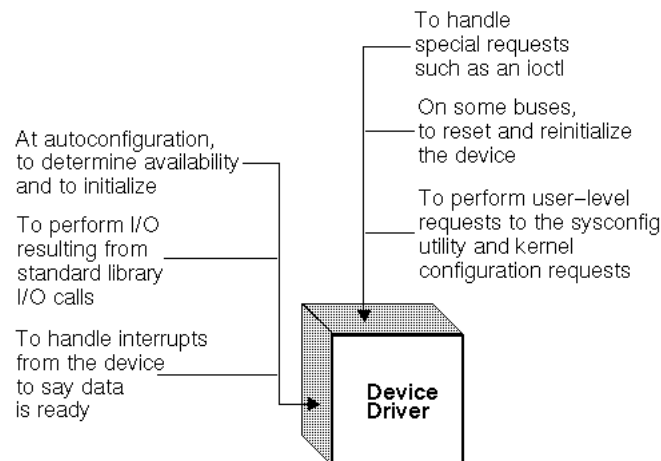 To handle
special requests
such as an ioctl
On some buses,
to reset and reinitialize
the device
At autoconfiguration,
to determine availability
and to initialize
To perform user–level
requests to the sysconfig
utility and kernel
configuration requests
To perform I/O
resulting from
standard library
I/O calls
To handle interrupts
from the device
to say data
is ready
Device
Driver